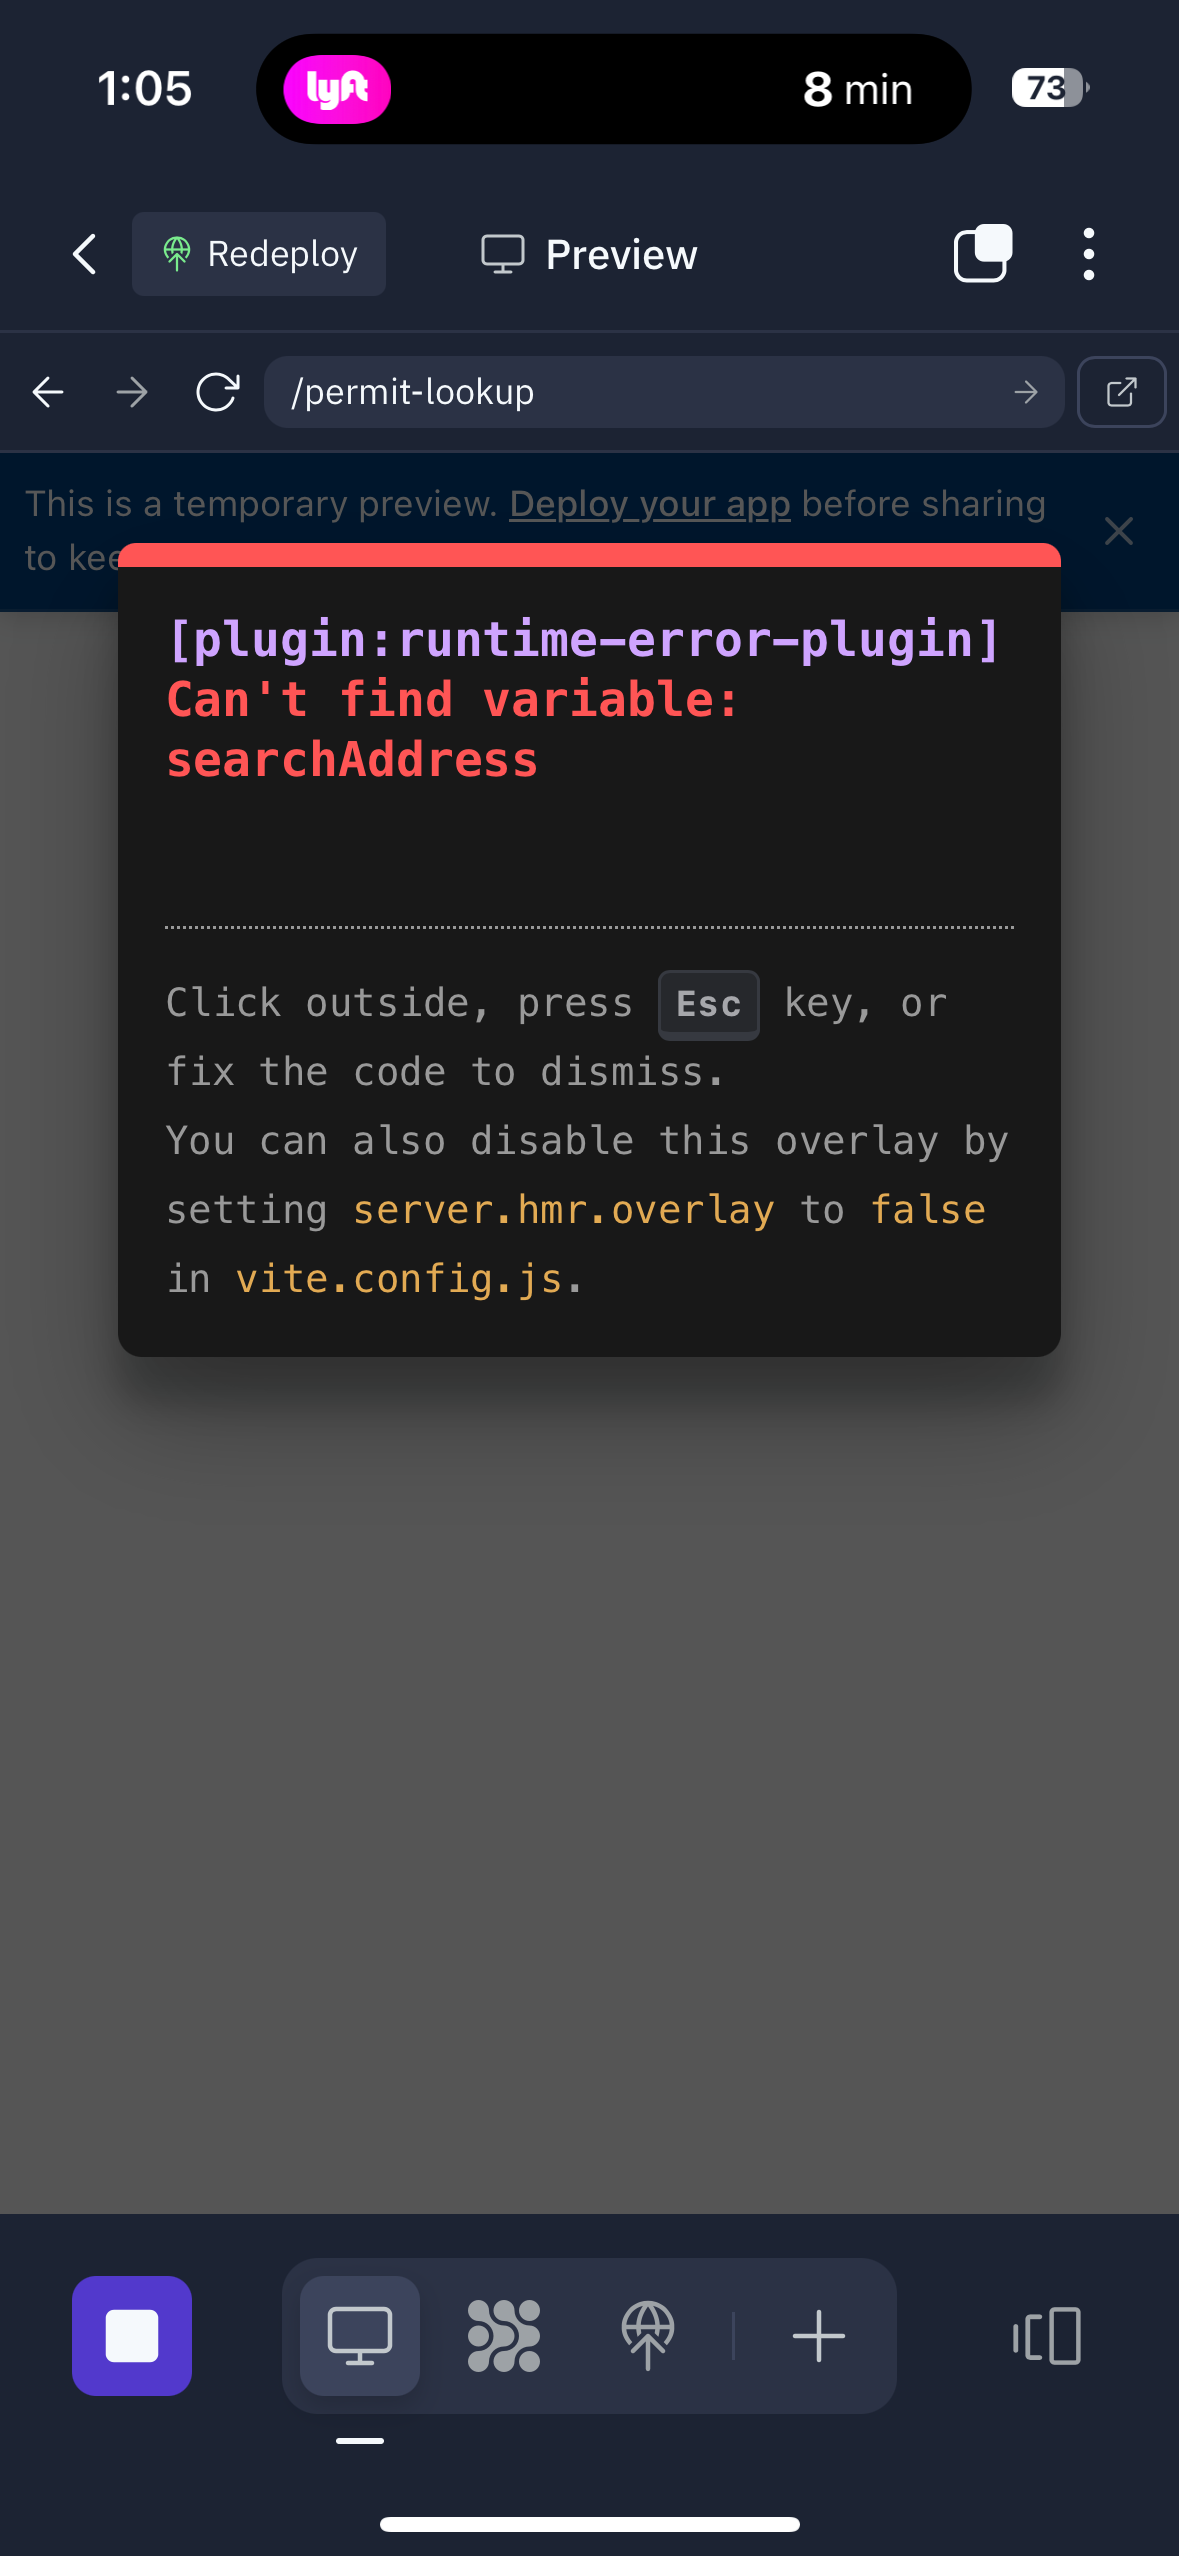 1:05
lyft
8 min
73
Redeploy
Preview
/permit-lookup
This is a temporary preview. Deploy your app before sharing
to kee
[plugin:runtime-error-plugin]
Can't find variable:
searchAddress
Click outside, press Esc key, or
fix the code to dismiss.
You can also disable this overlay by
setting server.hmr.overlay to false
in vite.config.js.